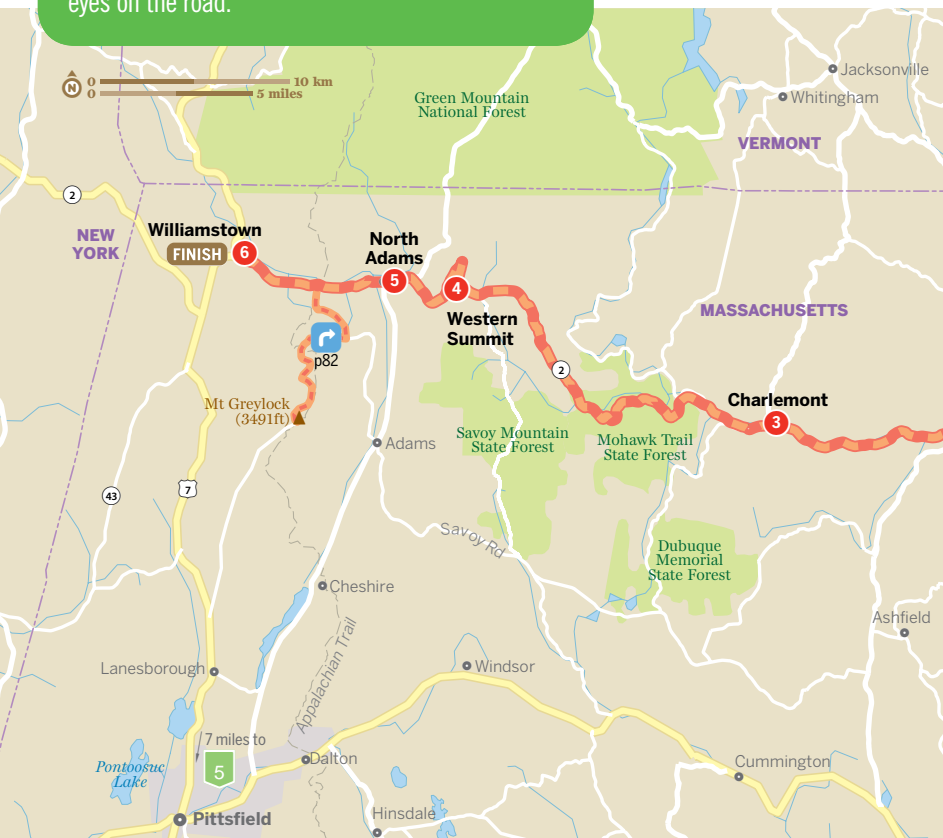 eyes on the road.
N
0 10 km
0 5 miles
Green Mountain
National Forest
Jacksonville
Whitingham
VERMONT
2
NEW
YORK
Williamstown
FINISH
6
North
Adams
5
4
Western
Summit
MASSACHUSETTS
p82
2
Mt Greylock
(3491ft)
Charlemont
3
Adams
Savoy Mountain
State Forest
Mohawk Trail
State Forest
43
7
Savoy Rd
Dubuque
Memorial
State Forest
Cheshire
Ashfield
Appalachian Trail
Lanesborough
Windsor
7 miles to
5
Pontoosuc
Lake
Dalton
Cummington
Pittsfield
Hinsdale